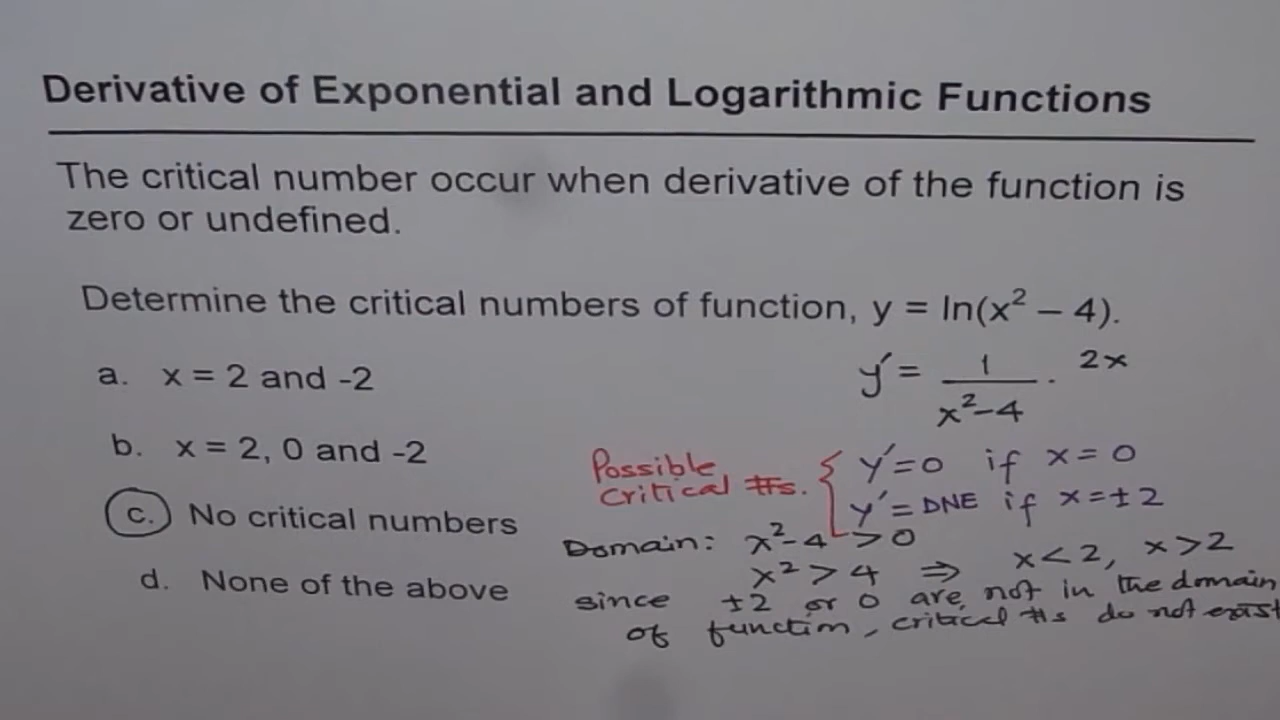 Derivative of Exponential and Logarithmic Functions
The critical number occur when derivative of the function is
zero or undefined.
Determine the critical numbers of function, y = ln(x² – 4).
a. x = 2 and -2
b. x = 2, 0 and -2
c. No critical numbers
d. None of the above
y′ = 1/(x²–4) · 2x
Possible
Critical #s.
y′=0 if x=0
y′= DNE if x=±2
Domain: x²–4 >0
x² > 4 ⇒ x<2, x>2
since ±2 or 0 are not in the domain
of function, critical #s do not exist